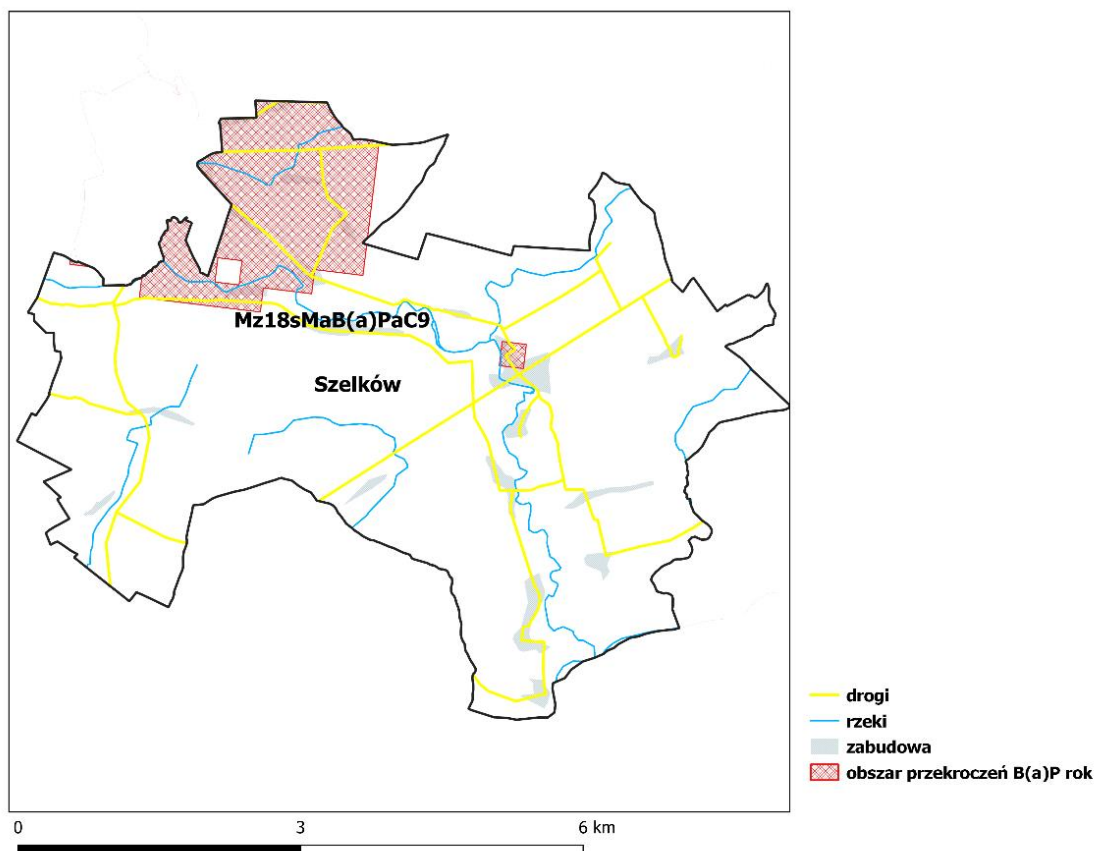 Mz18sMaB(a)PaC9
Szelków
drogi
rzeki
zabudowa
obszar przekroczeń B(a)P rok
0 3 6 km